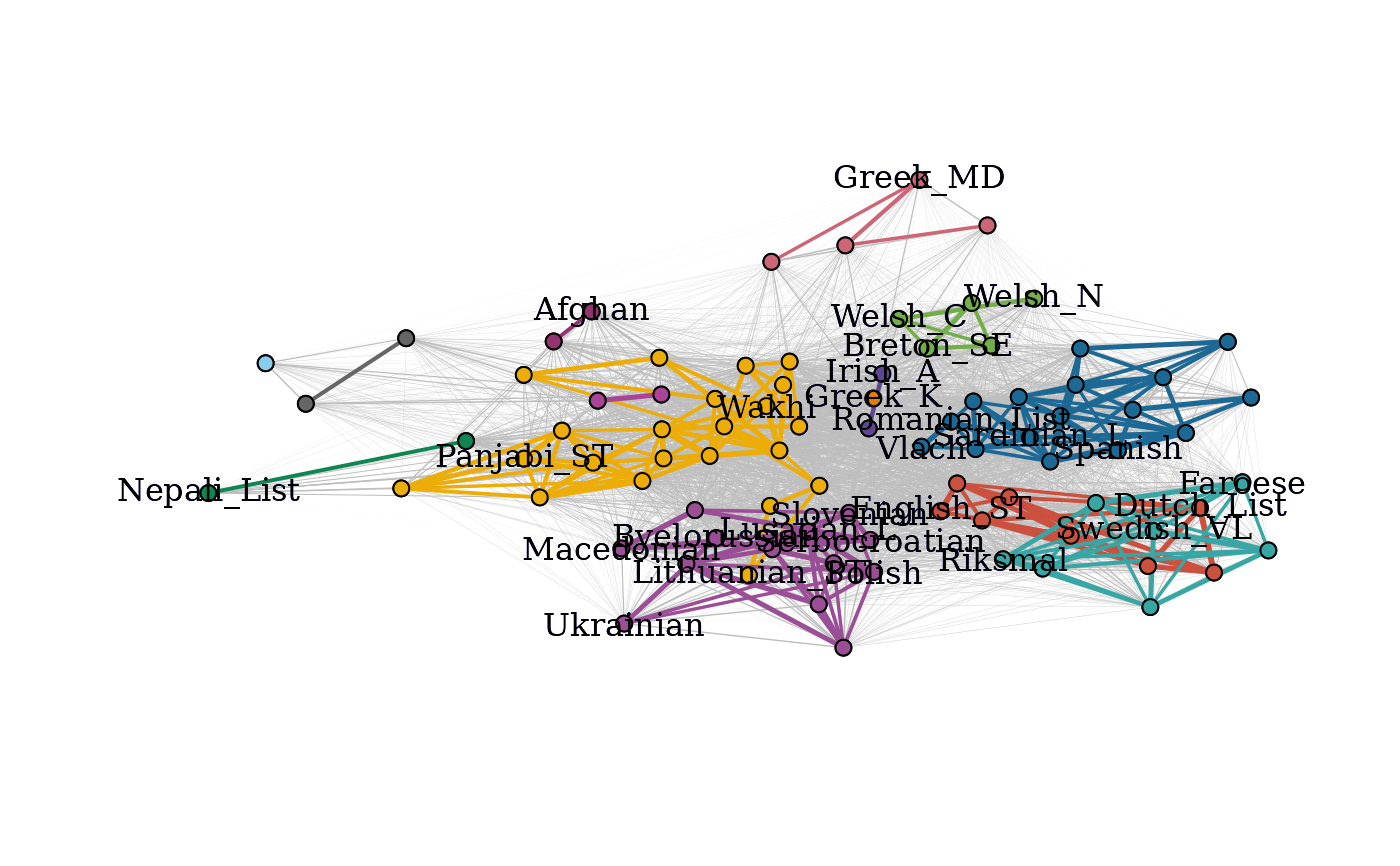 Greek_MD
Welsh_N
Afghan
Welsh_C
Breton_SE
Irish_A
Greek_K
Wakhi
Romanian_List
Sardinian_L
Vlach
Spanish
Panjabi_ST
Nepali_List
Faroese
Dutch_List
English_ST
Slovenian
Swedish_VL
Lusatian_L
Byelorussian
Serbocroatian
Macedonian
Riksmal
Lithuanian_ST
Polish
Ukrainian